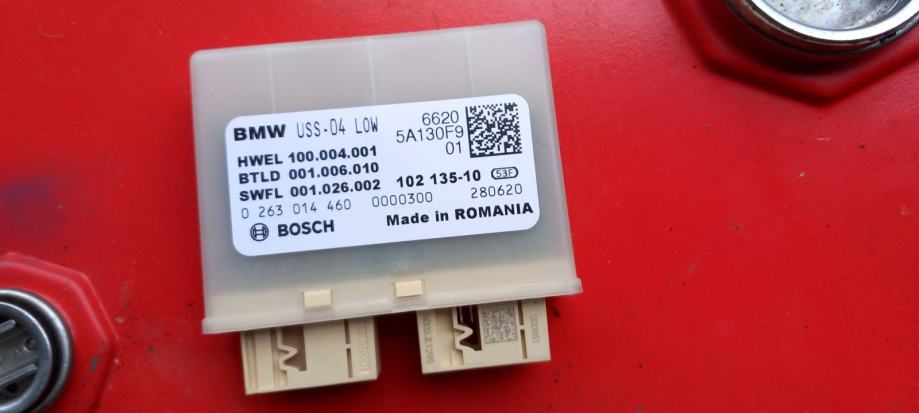 BMW USS-04 LOW
6620
5A130F9
01
HWEL 100.004.001
BTLD 001.006.010
SWFL 001.026.002 102 135-10 S3F
0 263 014 460 0000300 280620
BOSCH Made in ROMANIA